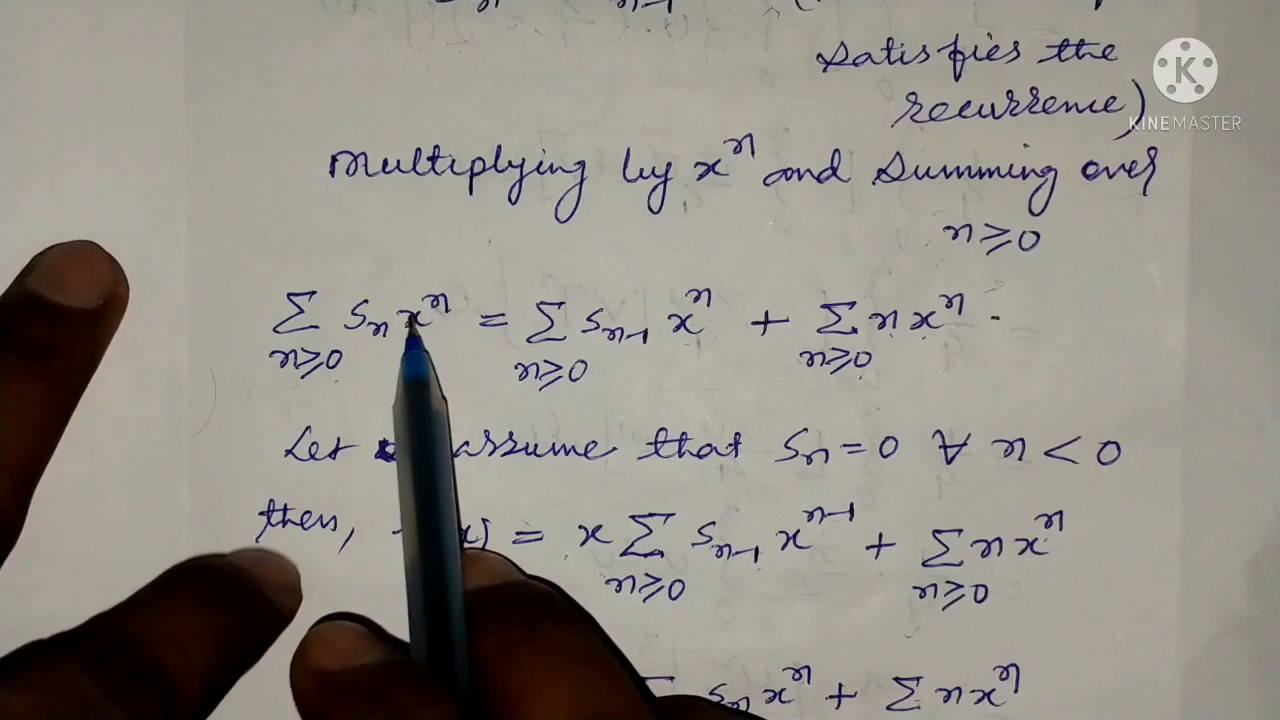 satisfies the
recurrence)
KINEMASTER
Multiplying by xⁿ and summing over
n ≥ 0
∑_{n≥0} Sₙ xⁿ = ∑_{n≥0} Sₙ₋₁ xⁿ + ∑_{n≥0} n xⁿ .
Let assume that Sₙ = 0 ∀ n < 0
then, = x ∑_{n≥0} Sₙ₋₁ xⁿ⁻¹ + ∑_{n≥0} n xⁿ
Sₙ xⁿ + ∑ n xⁿ